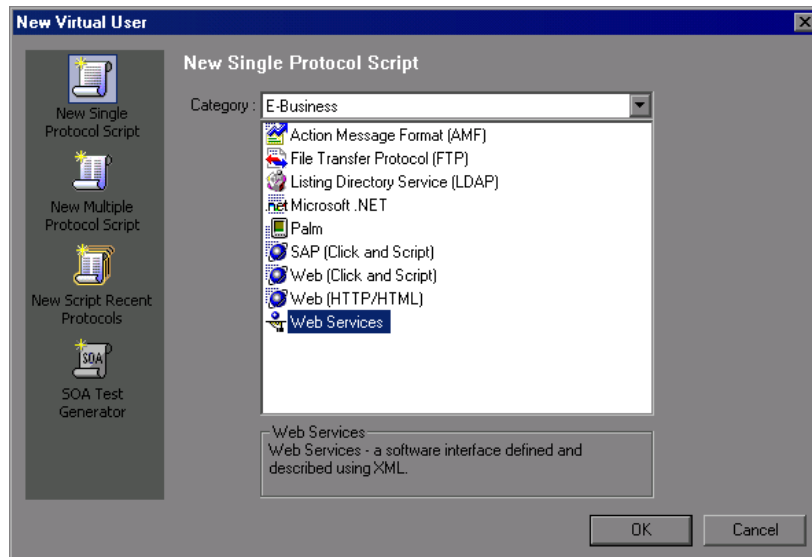 New Virtual User
New Single Protocol Script
New Single
Protocol Script
New Multiple
Protocol Script
New Script Recent
Protocols
SOA
SOA Test
Generator
Category :
E-Business
Action Message Format (AMF)
File Transfer Protocol (FTP)
Listing Directory Service (LDAP)
.net Microsoft .NET
Palm
SAP (Click and Script)
Web (Click and Script)
Web (HTTP/HTML)
Web Services
Web Services
Web Services - a software interface defined and
described using XML.
OK
Cancel